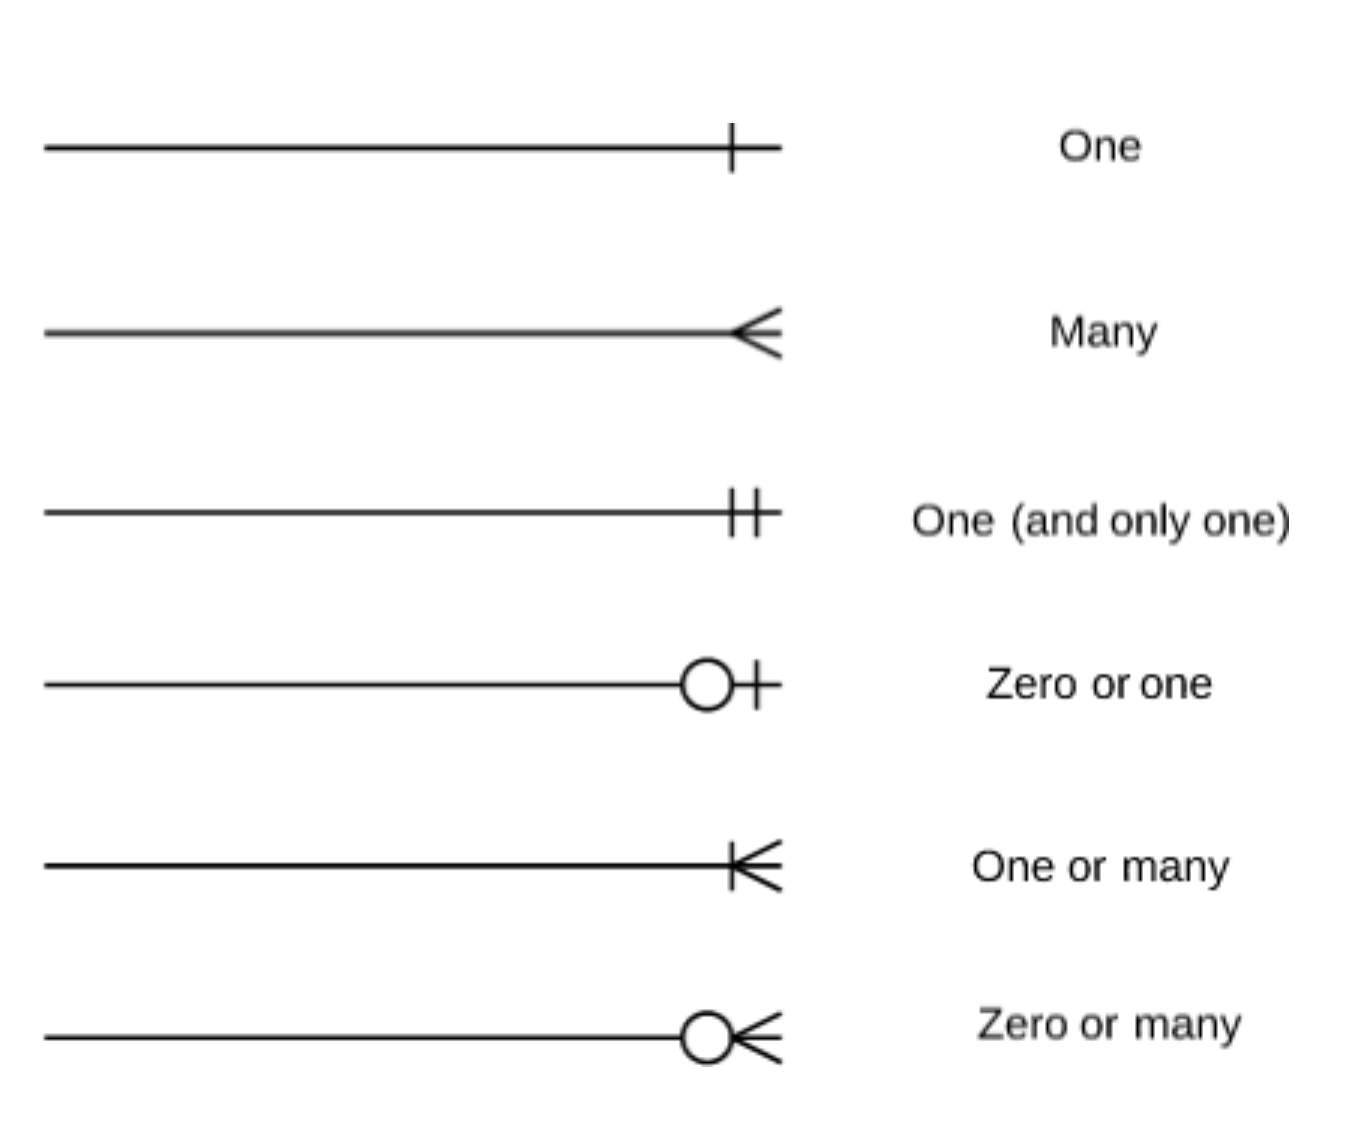 One
Many
One (and only one)
Zero or one
One or many
Zero or many